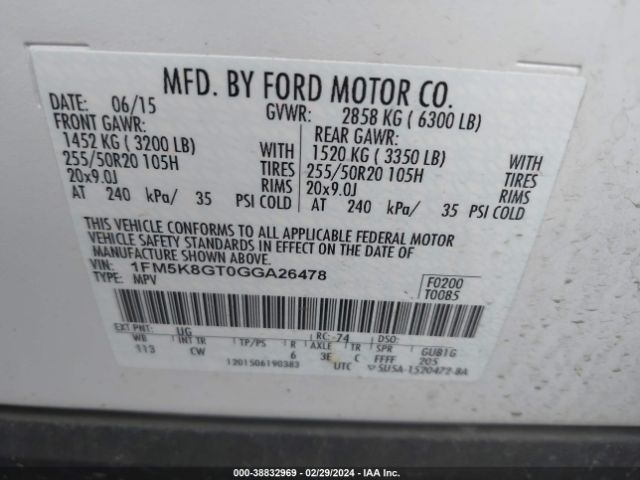 MFD. BY FORD MOTOR CO.
DATE: 06/15 GVWR: 2858 KG ( 6300 LB)
FRONT GAWR: REAR GAWR:
1452 KG ( 3200 LB) WITH 1520 KG ( 3350 LB) WITH
255/50R20 105H TIRES 255/50R20 105H TIRES
20x9.0J RIMS 20x9.0J RIMS
AT 240 kPa/ 35 PSI COLD AT 240 kPa/ 35 PSI COLD
THIS VEHICLE CONFORMS TO ALL APPLICABLE FEDERAL MOTOR
VEHICLE SAFETY STANDARDS IN EFFECT ON THE DATE OF
MANUFACTURE SHOWN ABOVE.
VIN: 1FM5K8GT0GGA26478 F0200
TYPE: MPV T0085
EXT PNT: UG RC: 74 DSO:
WB INT TR TP/PS R AXLE TR SPR GUB1G
113 CW 6 3E C FFFF 205
1201506190383 UTC SU5A-1520472-BA
000-38832969 - 02/29/2024 - IAA Inc.